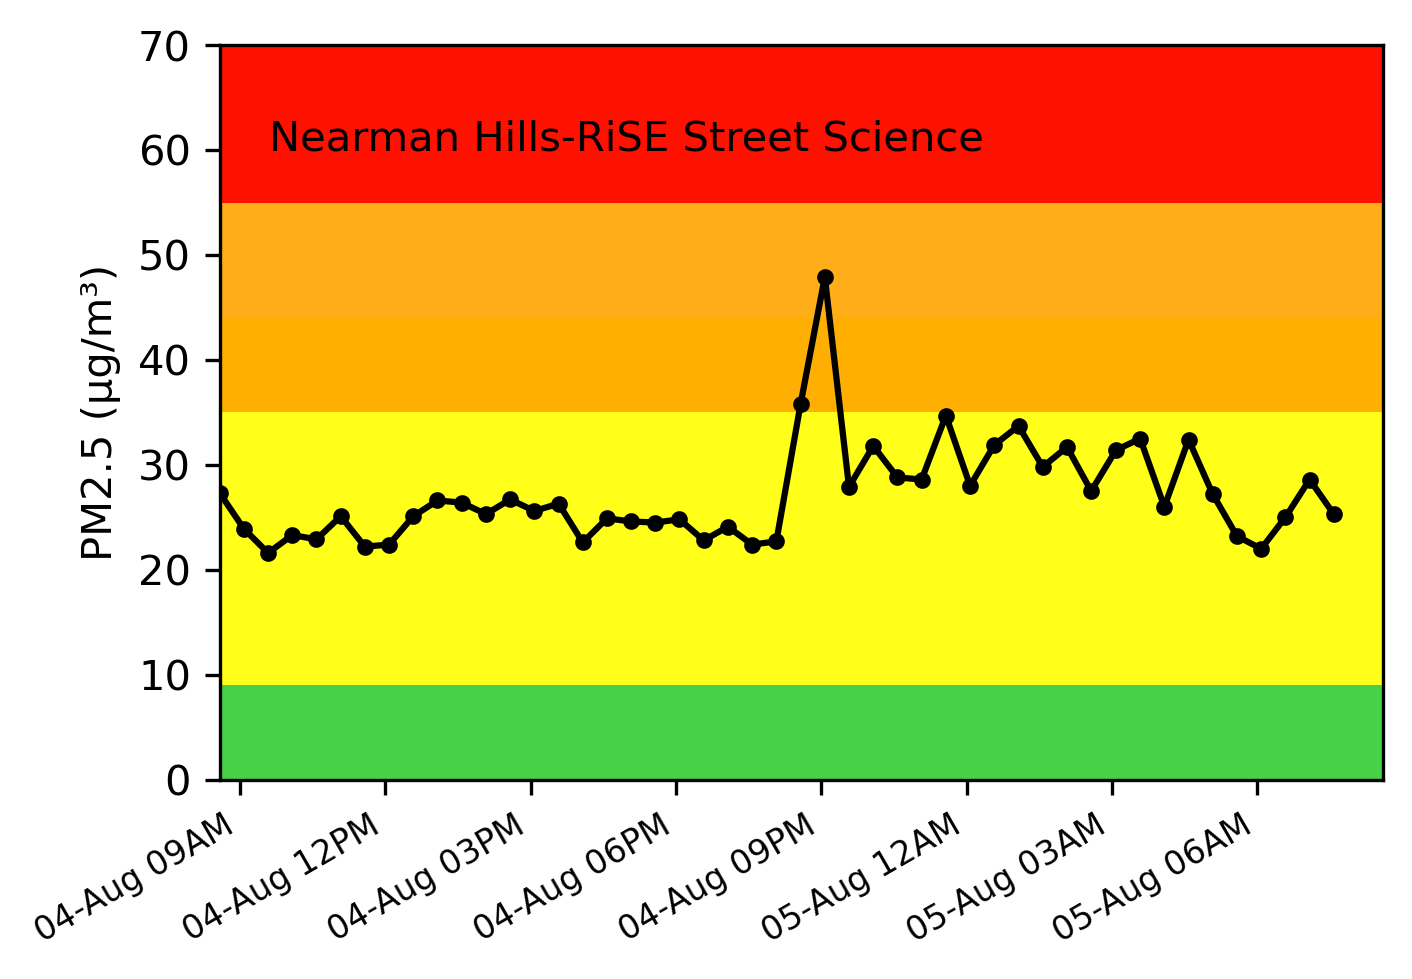 70
60
50
40
30
20
10
0
PM2.5 (µg/m³)
Nearman Hills-RiSE Street Science
04-Aug 09AM
04-Aug 12PM
04-Aug 03PM
04-Aug 06PM
04-Aug 09PM
05-Aug 12AM
05-Aug 03AM
05-Aug 06AM